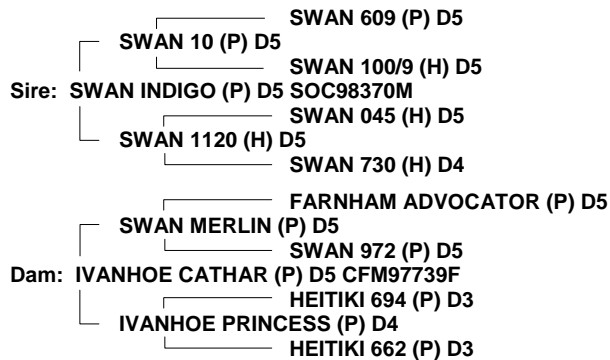 SWAN 609 (P) D5
SWAN 10 (P) D5
SWAN 100/9 (H) D5
Sire: SWAN INDIGO (P) D5 SOC98370M
SWAN 045 (H) D5
SWAN 1120 (H) D5
SWAN 730 (H) D4
FARNHAM ADVOCATOR (P) D5
SWAN MERLIN (P) D5
SWAN 972 (P) D5
Dam: IVANHOE CATHAR (P) D5 CFM97739F
HEITIKI 694 (P) D3
IVANHOE PRINCESS (P) D4
HEITIKI 662 (P) D3